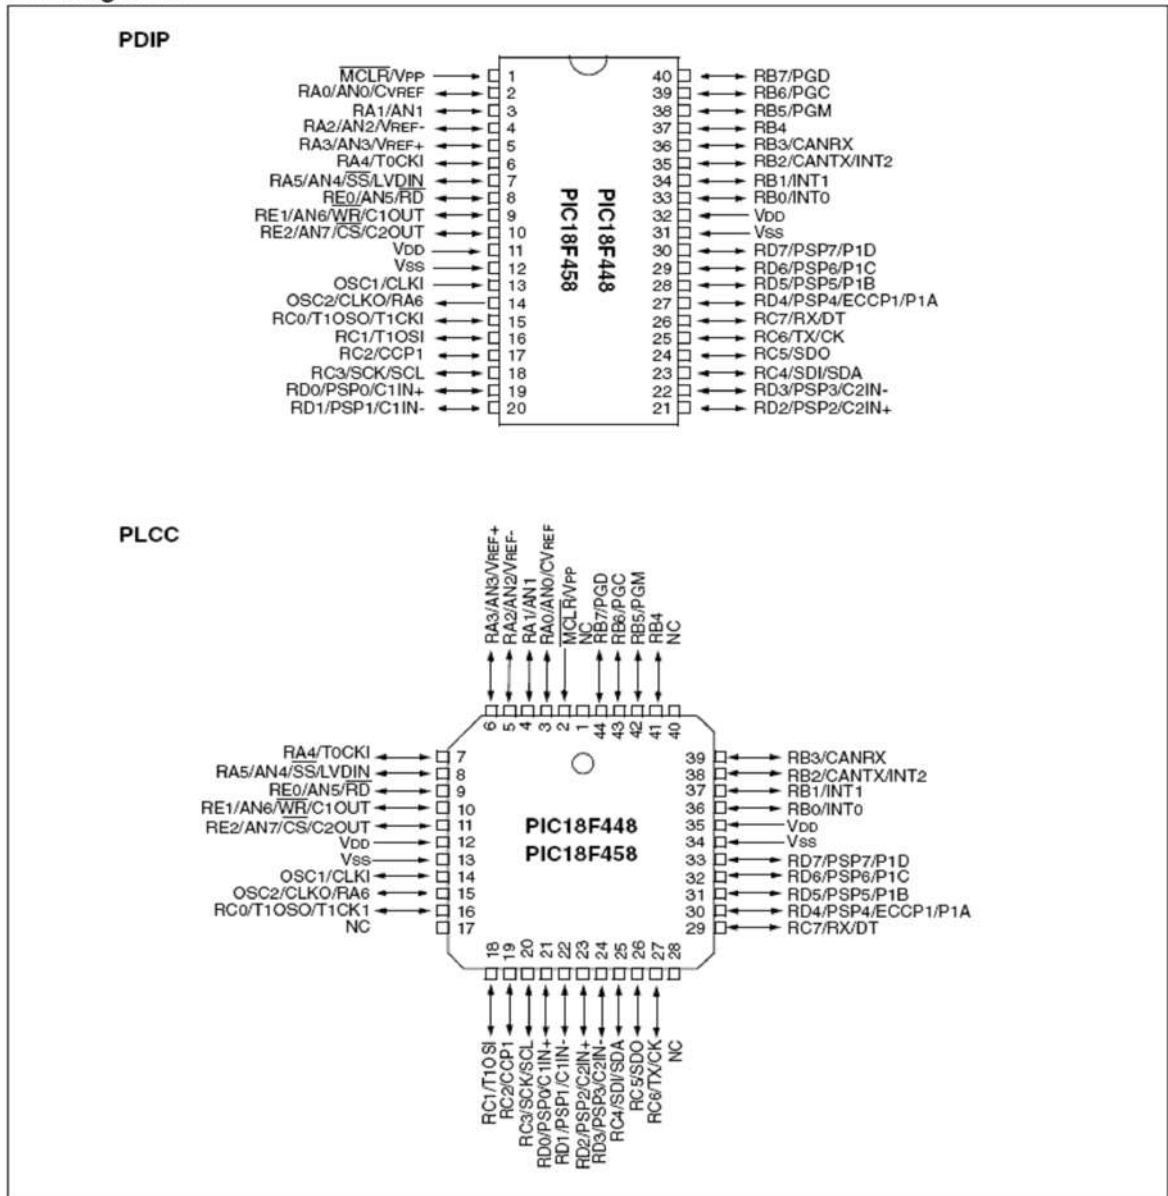 PDIP
MCLR/VPP
1
40
RB7/PGD
RA0/AN0/CVREF
2
39
RB6/PGC
RA1/AN1
3
38
RB5/PGM
RA2/AN2/VREF-
4
37
RB4
RA3/AN3/VREF+
5
36
RB3/CANRX
RA4/T0CKI
6
35
RB2/CANTX/INT2
RA5/AN4/SS/LVDIN
7
34
RB1/INT1
RE0/AN5/RD
8
33
RB0/INT0
RE1/AN6/WR/C1OUT
9
32
VDD
RE2/AN7/CS/C2OUT
10
31
VSS
VDD
11
30
RD7/PSP7/P1D
VSS
12
29
RD6/PSP6/P1C
OSC1/CLKI
13
28
RD5/PSP5/P1B
OSC2/CLKO/RA6
14
27
RD4/PSP4/ECCP1/P1A
RC0/T1OSO/T1CKI
15
26
RC7/RX/DT
RC1/T1OSI
16
25
RC6/TX/CK
RC2/CCP1
17
24
RC5/SDO
RC3/SCK/SCL
18
23
RC4/SDI/SDA
RD0/PSP0/C1IN+
19
22
RD3/PSP3/C2IN-
RD1/PSP1/C1IN-
20
21
RD2/PSP2/C2IN+
PIC18F448
PIC18F458
PLCC
RA3/AN3/VREF+
RA2/AN2/VREF-
RA1/AN1
RA0/AN0/CVREF
MCLR/VPP
NC
RB7/PGD
RB6/PGC
RB5/PGM
RB4
NC
6
5
4
3
2
1
44
43
42
41
40
RA4/T0CKI
7
39
RB3/CANRX
RA5/AN4/SS/LVDIN
8
38
RB2/CANTX/INT2
RE0/AN5/RD
9
37
RB1/INT1
RE1/AN6/WR/C1OUT
10
36
RB0/INT0
RE2/AN7/CS/C2OUT
11
35
VDD
VDD
12
34
VSS
VSS
13
33
RD7/PSP7/P1D
OSC1/CLKI
14
32
RD6/PSP6/P1C
OSC2/CLKO/RA6
15
31
RD5/PSP5/P1B
RC0/T1OSO/T1CK1
16
30
RD4/PSP4/ECCP1/P1A
NC
17
29
RC7/RX/DT
PIC18F448
PIC18F458
18
19
20
21
22
23
24
25
26
27
28
RC1/T1OSI
RC2/CCP1
RC3/SCK/SCL
RD0/PSP0/C1IN+
RD1/PSP1/C1IN-
RD2/PSP2/C2IN+
RD3/PSP3/C2IN-
RC4/SDI/SDA
RC5/SDO
RC6/TX/CK
NC